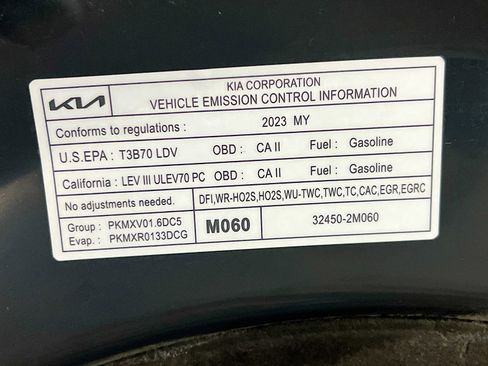 KIA
KIA CORPORATION
VEHICLE EMISSION CONTROL INFORMATION
Conforms to regulations : 2023 MY
U.S.EPA : T3B70 LDV OBD : CA II Fuel : Gasoline
California : LEV III ULEV70 PC OBD : CA II Fuel : Gasoline
No adjustments needed. DFI,WR-HO2S,HO2S,WU-TWC,TWC,TC,CAC,EGR,EGRC
Group : PKMXV01.6DC5
Evap. : PKMXR0133DCG
M060
32450-2M060